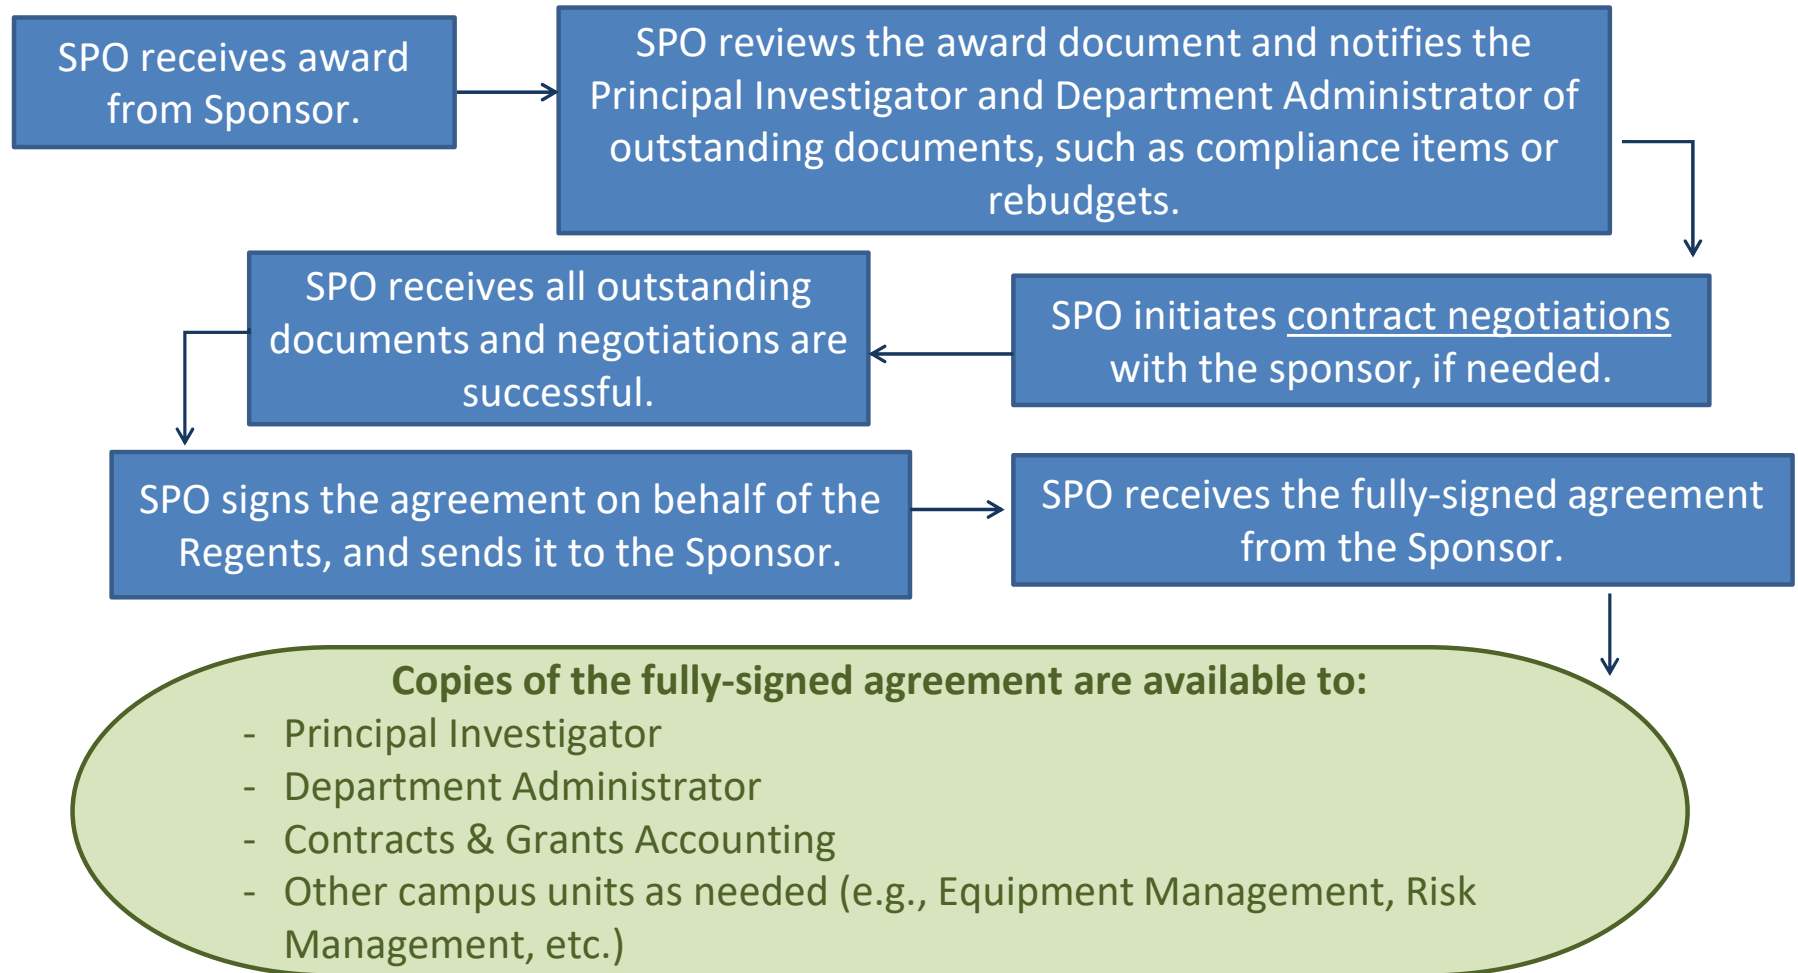 SPO receives award
from Sponsor.
SPO reviews the award document and notifies the
Principal Investigator and Department Administrator of
outstanding documents, such as compliance items or
rebudgets.
SPO initiates contract negotiations
with the sponsor, if needed.
SPO receives all outstanding
documents and negotiations are
successful.
SPO signs the agreement on behalf of the
Regents, and sends it to the Sponsor.
SPO receives the fully-signed agreement
from the Sponsor.
Copies of the fully-signed agreement are available to:
- Principal Investigator
- Department Administrator
- Contracts & Grants Accounting
- Other campus units as needed (e.g., Equipment Management, Risk
Management, etc.)